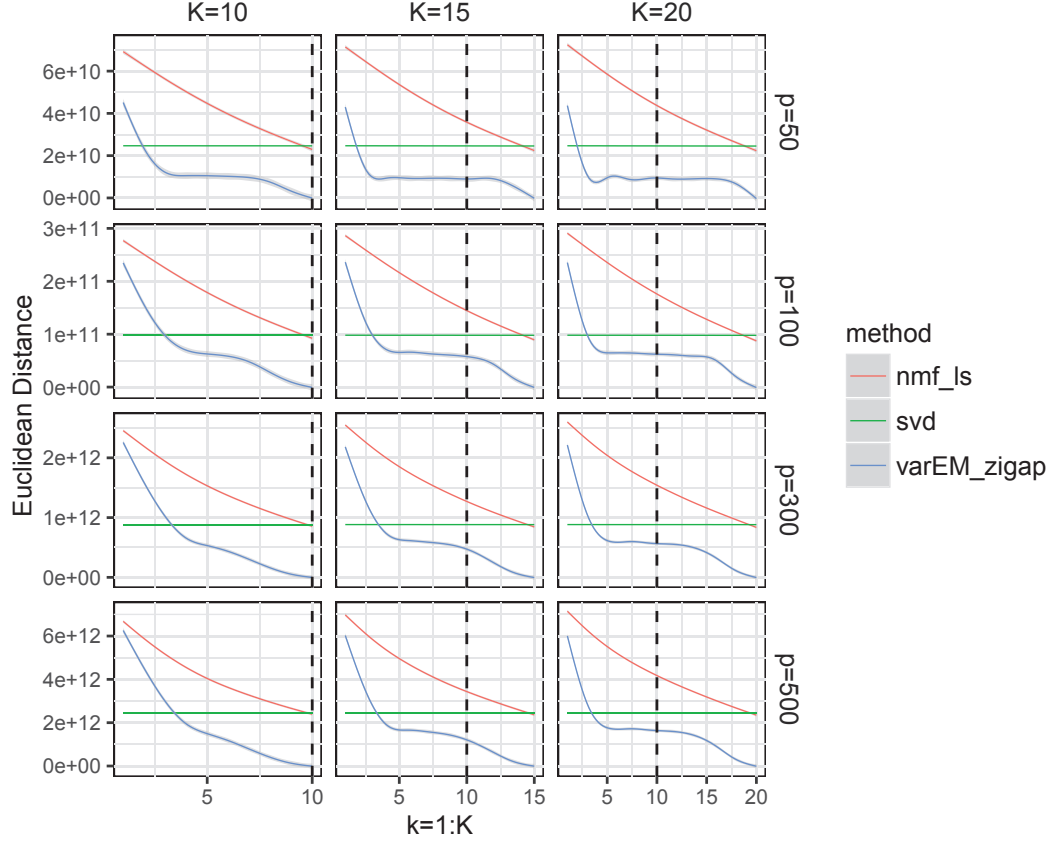 K=10 K=15 K=20
6e+10
4e+10
2e+10
0e+00
p=50
3e+11
2e+11
1e+11
0e+00
p=100
2e+12
1e+12
0e+00
p=300
6e+12
4e+12
2e+12
0e+00
p=500
5 10 5 10 15 5 10 15 20
k=1:K
Euclidean Distance
method
nmf_ls
svd
varEM_zigap